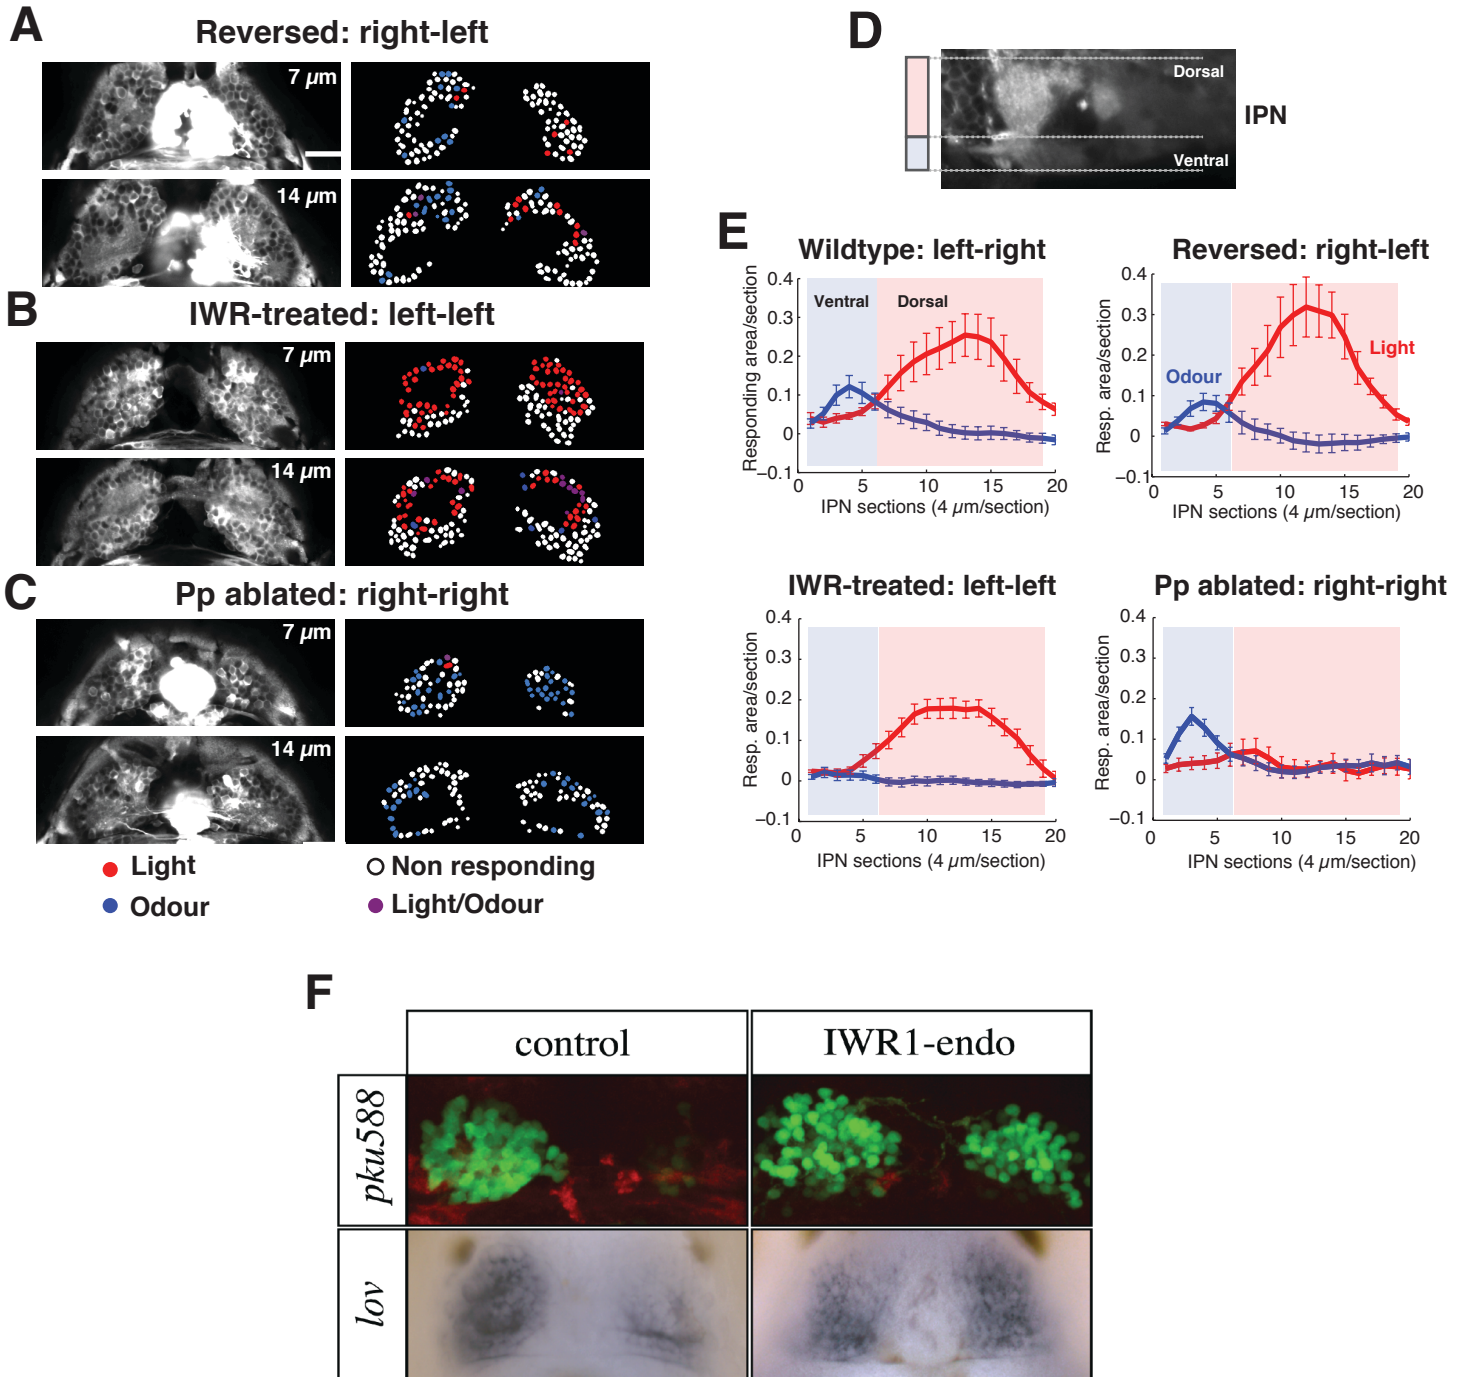 A
Reversed: right-left
7 µm
14 µm
B
IWR-treated: left-left
7 µm
14 µm
C
Pp ablated: right-right
7 µm
14 µm
Light
Non responding
Odour
Light/Odour
D
Dorsal
Ventral
IPN
E
Wildtype: left-right
Responding area/section
0.4
0.3
0.2
0.1
0
−0.1
Ventral
Dorsal
0
5
10
15
20
IPN sections (4 µm/section)
Reversed: right-left
Resp. area/section
0.4
0.3
0.2
0.1
0
−0.1
Odour
Light
0
5
10
15
20
IPN sections (4 µm/section)
IWR-treated: left-left
Resp. area/section
0.4
0.3
0.2
0.1
0
−0.1
0
5
10
15
20
IPN sections (4 µm/section)
Pp ablated: right-right
Resp. area/section
0.4
0.3
0.2
0.1
0
−0.1
0
5
10
15
20
IPN sections (4 µm/section)
F
control
IWR1-endo
pku588
lov